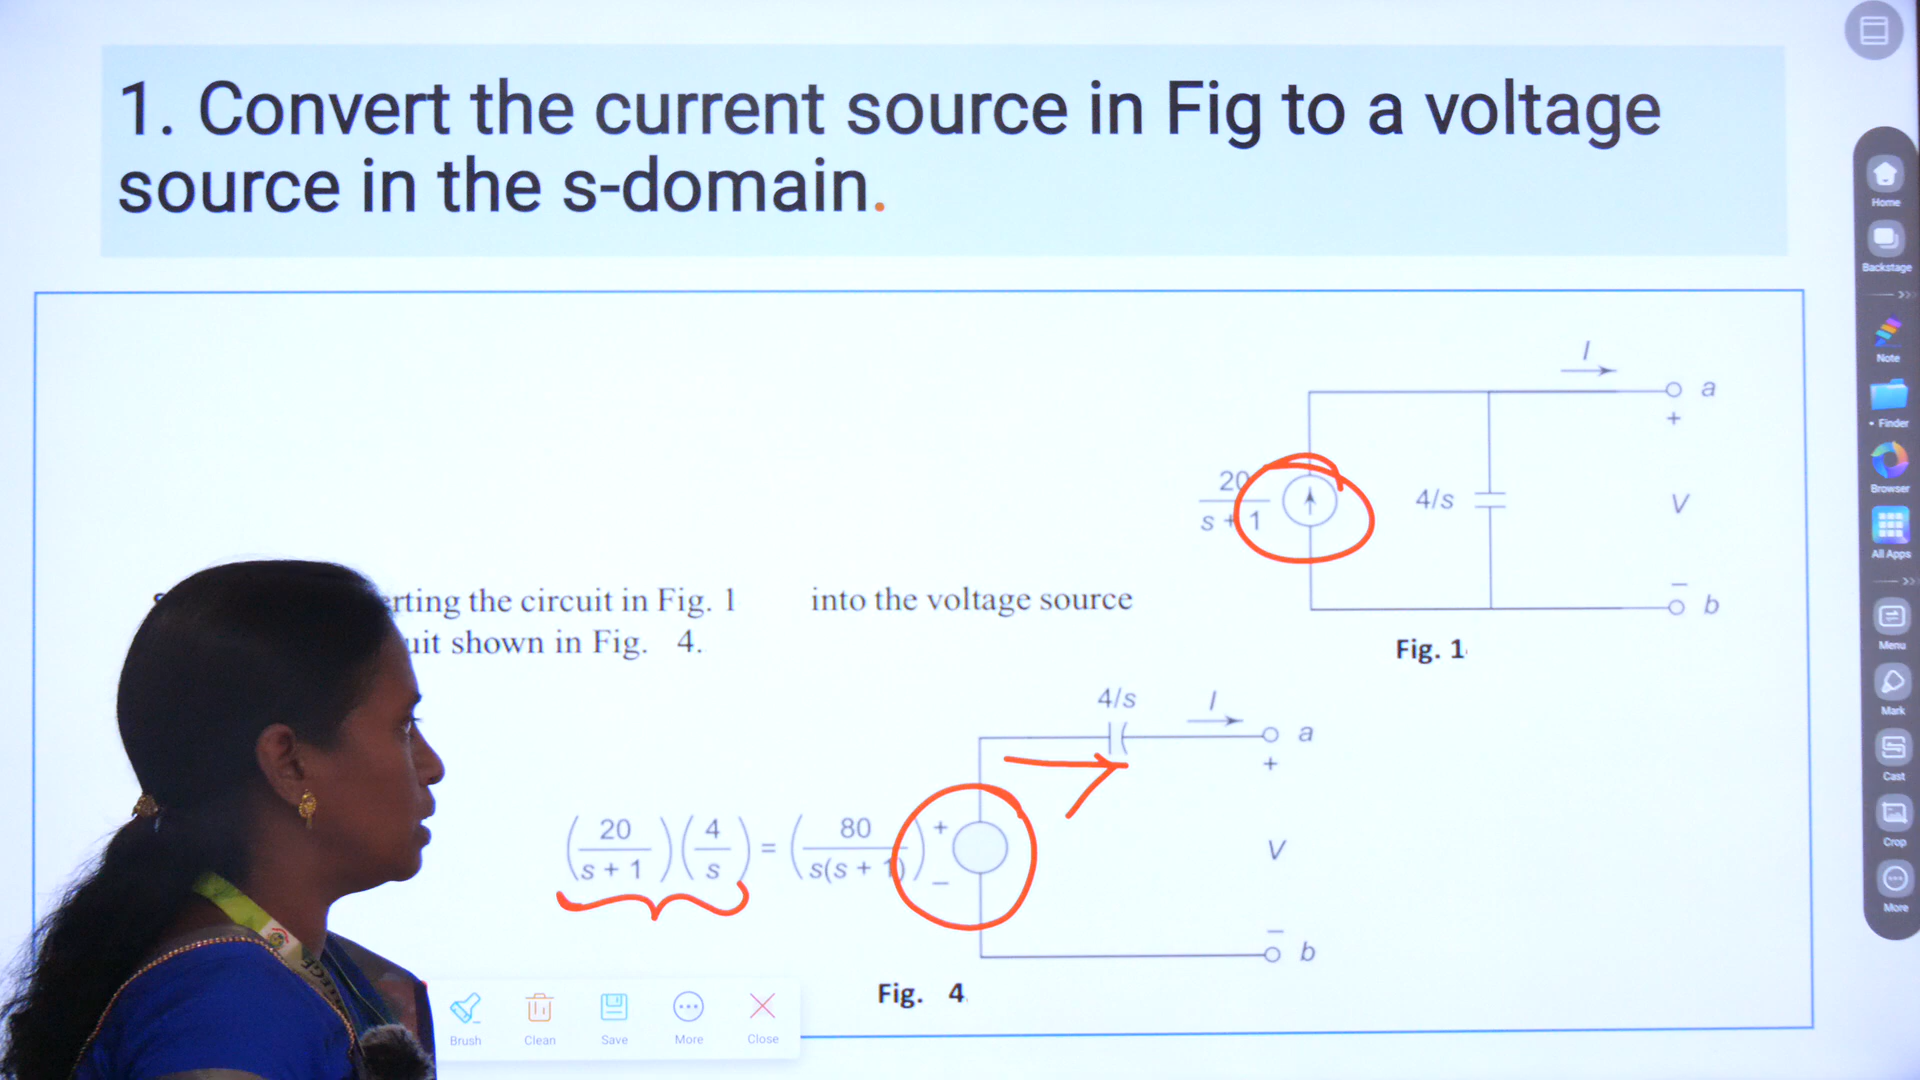 1. Convert the current source in Fig to a voltage
source in the s-domain.
Home
Backstage
Note
Finder
Browser
All Apps
Menu
Mark
Cast
Crop
More
I
a
+
20
s + 1
4/s
V
−
b
Fig. 1
rting the circuit in Fig. 1 into the voltage source
uit shown in Fig. 4.
4/s
I
a
+
(20/(s + 1))(4/s) = (80/s(s + 1))
+
−
V
−
b
Fig. 4
Brush
Clean
Save
More
Close